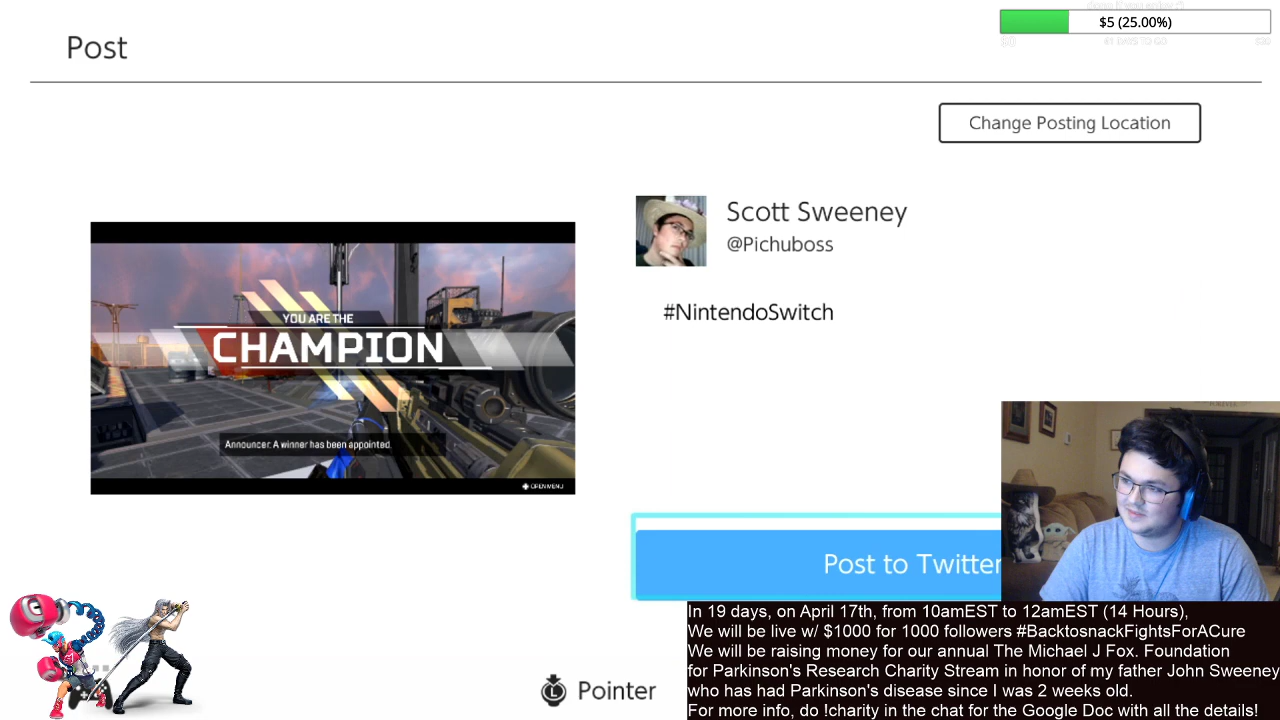 Post
$5 (25.00%)
Change Posting Location
Scott Sweeney
@Pichuboss
#NintendoSwitch
YOU ARE THE
CHAMPION
Announcer: A winner has been appointed.
OPEN MENU
Post to Twitter
Pointer
In 19 days, on April 17th, from 10amEST to 12amEST (14 Hours),
We will be live w/ $1000 for 1000 followers #BacktosnackFightsForACure
We will be raising money for our annual The Michael J Fox. Foundation
for Parkinson's Research Charity Stream in honor of my father John Sweeney
who has had Parkinson's disease since I was 2 weeks old.
For more info, do !charity in the chat for the Google Doc with all the details!